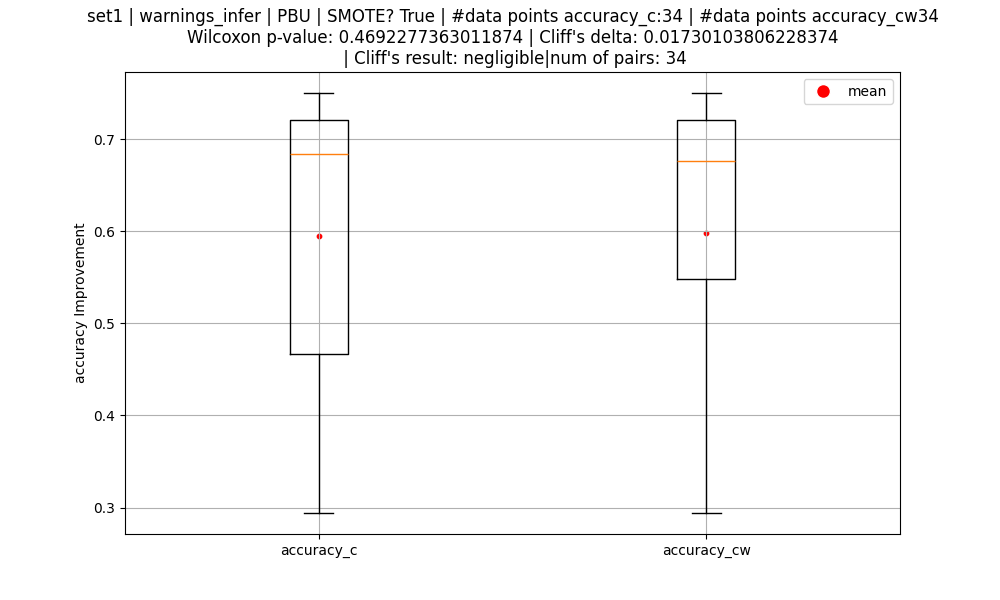 set1 | warnings_infer | PBU | SMOTE? True | #data points accuracy_c:34 | #data points accuracy_cw34
Wilcoxon p-value: 0.4692277363011874 | Cliff's delta: 0.01730103806228374
| Cliff's result: negligible|num of pairs: 34
mean
0.7
0.6
0.5
0.4
0.3
accuracy Improvement
accuracy_c
accuracy_cw